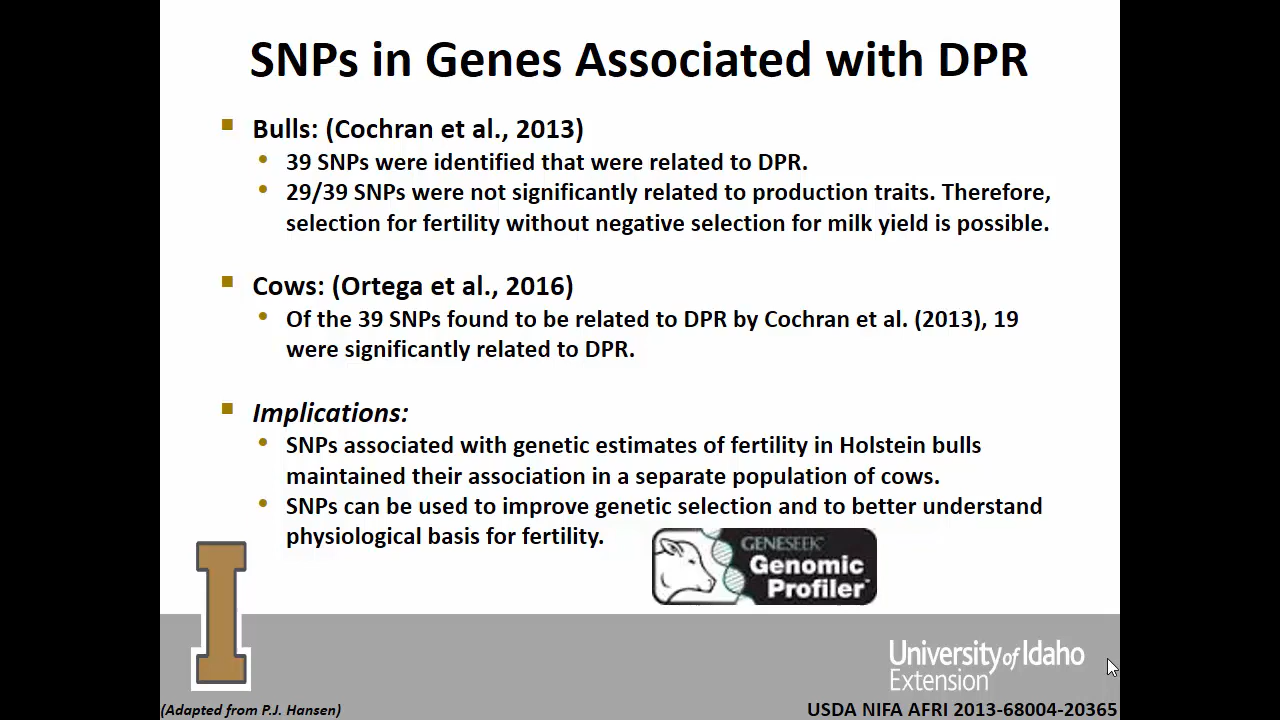 SNPs in Genes Associated with DPR
Bulls: (Cochran et al., 2013)
39 SNPs were identified that were related to DPR.
29/39 SNPs were not significantly related to production traits. Therefore,
selection for fertility without negative selection for milk yield is possible.
Cows: (Ortega et al., 2016)
Of the 39 SNPs found to be related to DPR by Cochran et al. (2013), 19
were significantly related to DPR.
Implications:
SNPs associated with genetic estimates of fertility in Holstein bulls
maintained their association in a separate population of cows.
SNPs can be used to improve genetic selection and to better understand
physiological basis for fertility.
GENESEEK
Genomic
Profiler™
I
University of Idaho
Extension
(Adapted from P.J. Hansen)
USDA NIFA AFRI 2013-68004-20365